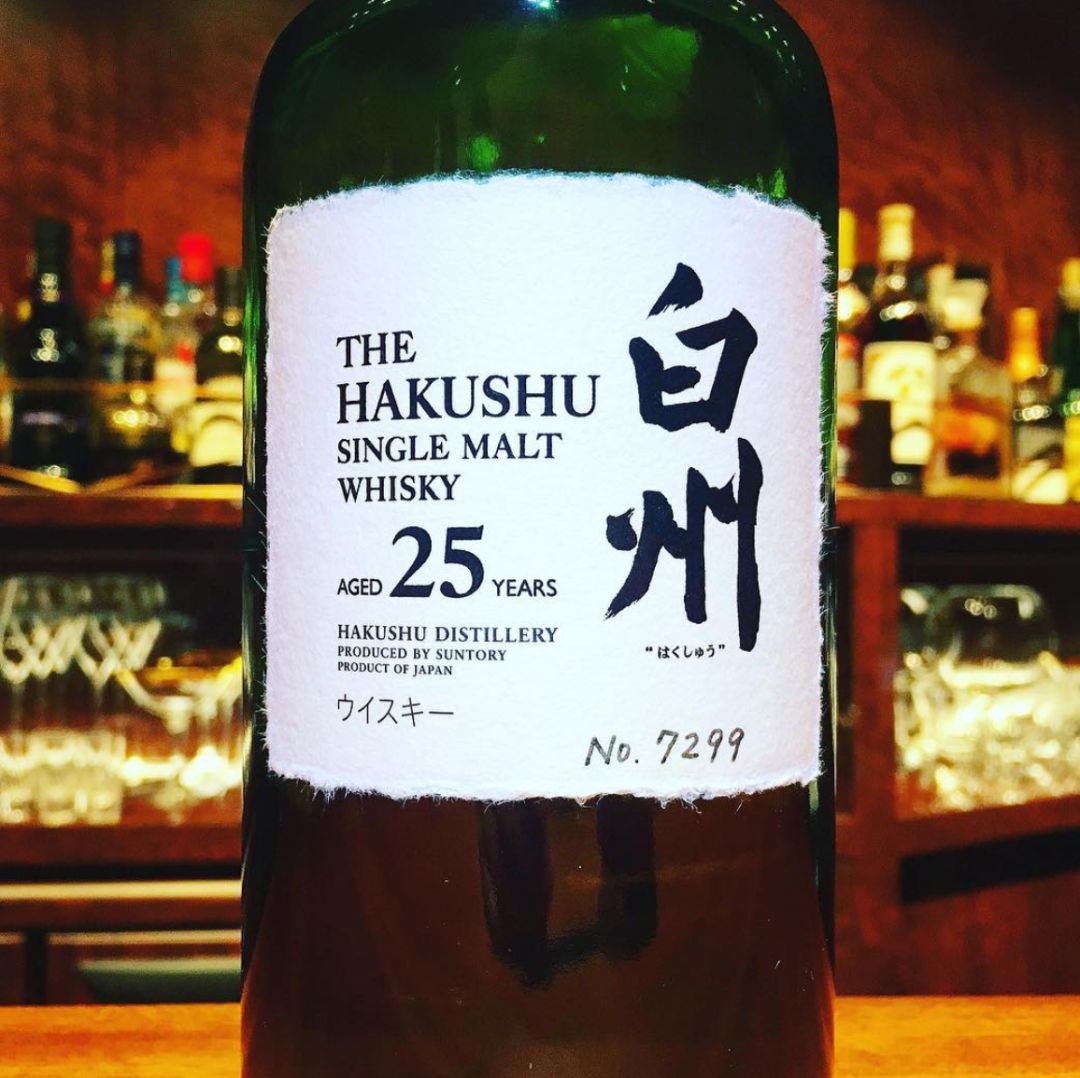 THE
HAKUSHU
SINGLE MALT
WHISKY
AGED 25 YEARS
HAKUSHU DISTILLERY
PRODUCED BY SUNTORY
PRODUCT OF JAPAN
ウイスキー
白州
“はくしゅう”
No. 7299